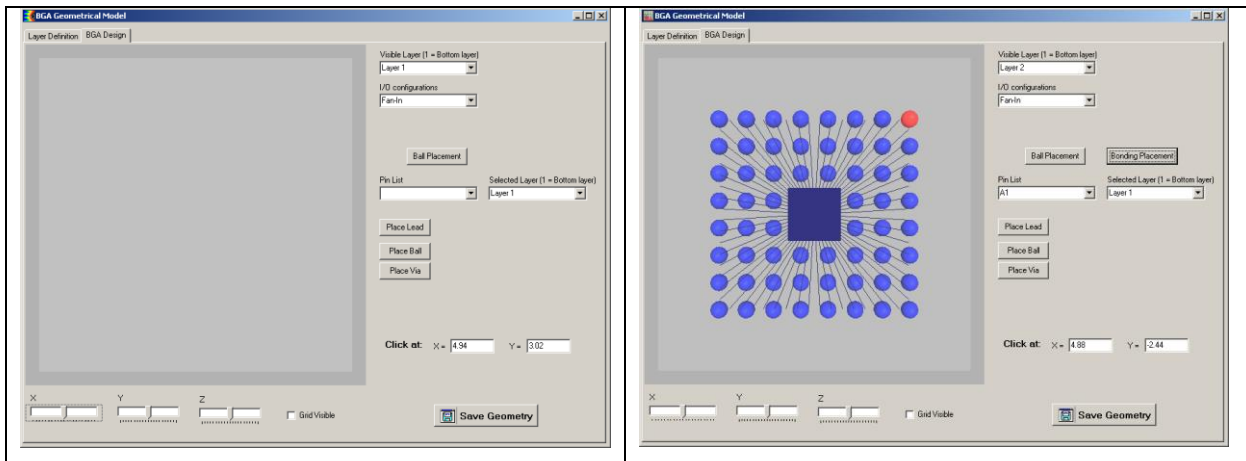 BGA Geometrical Model
Layer Definition BGA Design
Visible Layer (1 = Bottom layer)
Layer 1
I/O configurations
Fan-In
Ball Placement
Pin List Selected Layer (1 = Bottom layer)
Layer 1
Place Lead
Place Ball
Place Via
Click at: X = 4.94 Y = 3.02
X Y Z
Grid Visible Save Geometry
BGA Geometrical Model
Layer Definition BGA Design
Visible Layer (1 = Bottom layer)
Layer 2
I/O configurations
Fan-In
Ball Placement Bonding Placement
Pin List Selected Layer (1 = Bottom layer)
A1 Layer 1
Place Lead
Place Ball
Place Via
Click at: X = 4.88 Y = -2.44
X Y Z
Grid Visible Save Geometry